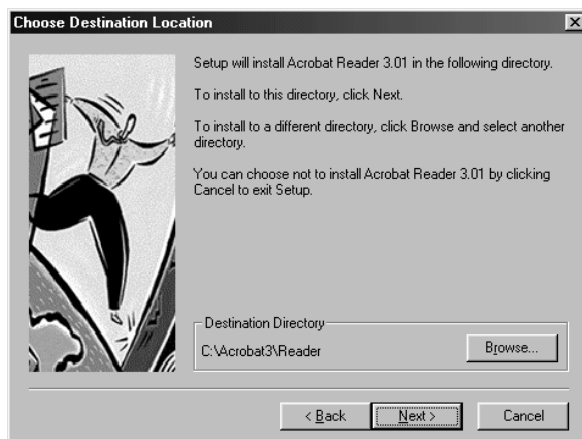 Choose Destination Location
Setup will install Acrobat Reader 3.01 in the following directory.
To install to this directory, click Next.
To install to a different directory, click Browse and select another
directory.
You can choose not to install Acrobat Reader 3.01 by clicking
Cancel to exit Setup.
Destination Directory
C:\Acrobat3\Reader
Browse...
< Back
Next >
Cancel